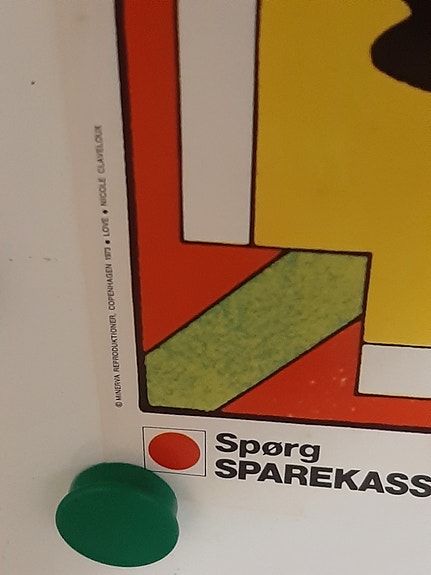 © MINERVA REPRODUKTIONER, COPENHAGEN 1973 ● LOVE ● NICOLE CLAVELOUX
Spørg
SPAREKASS